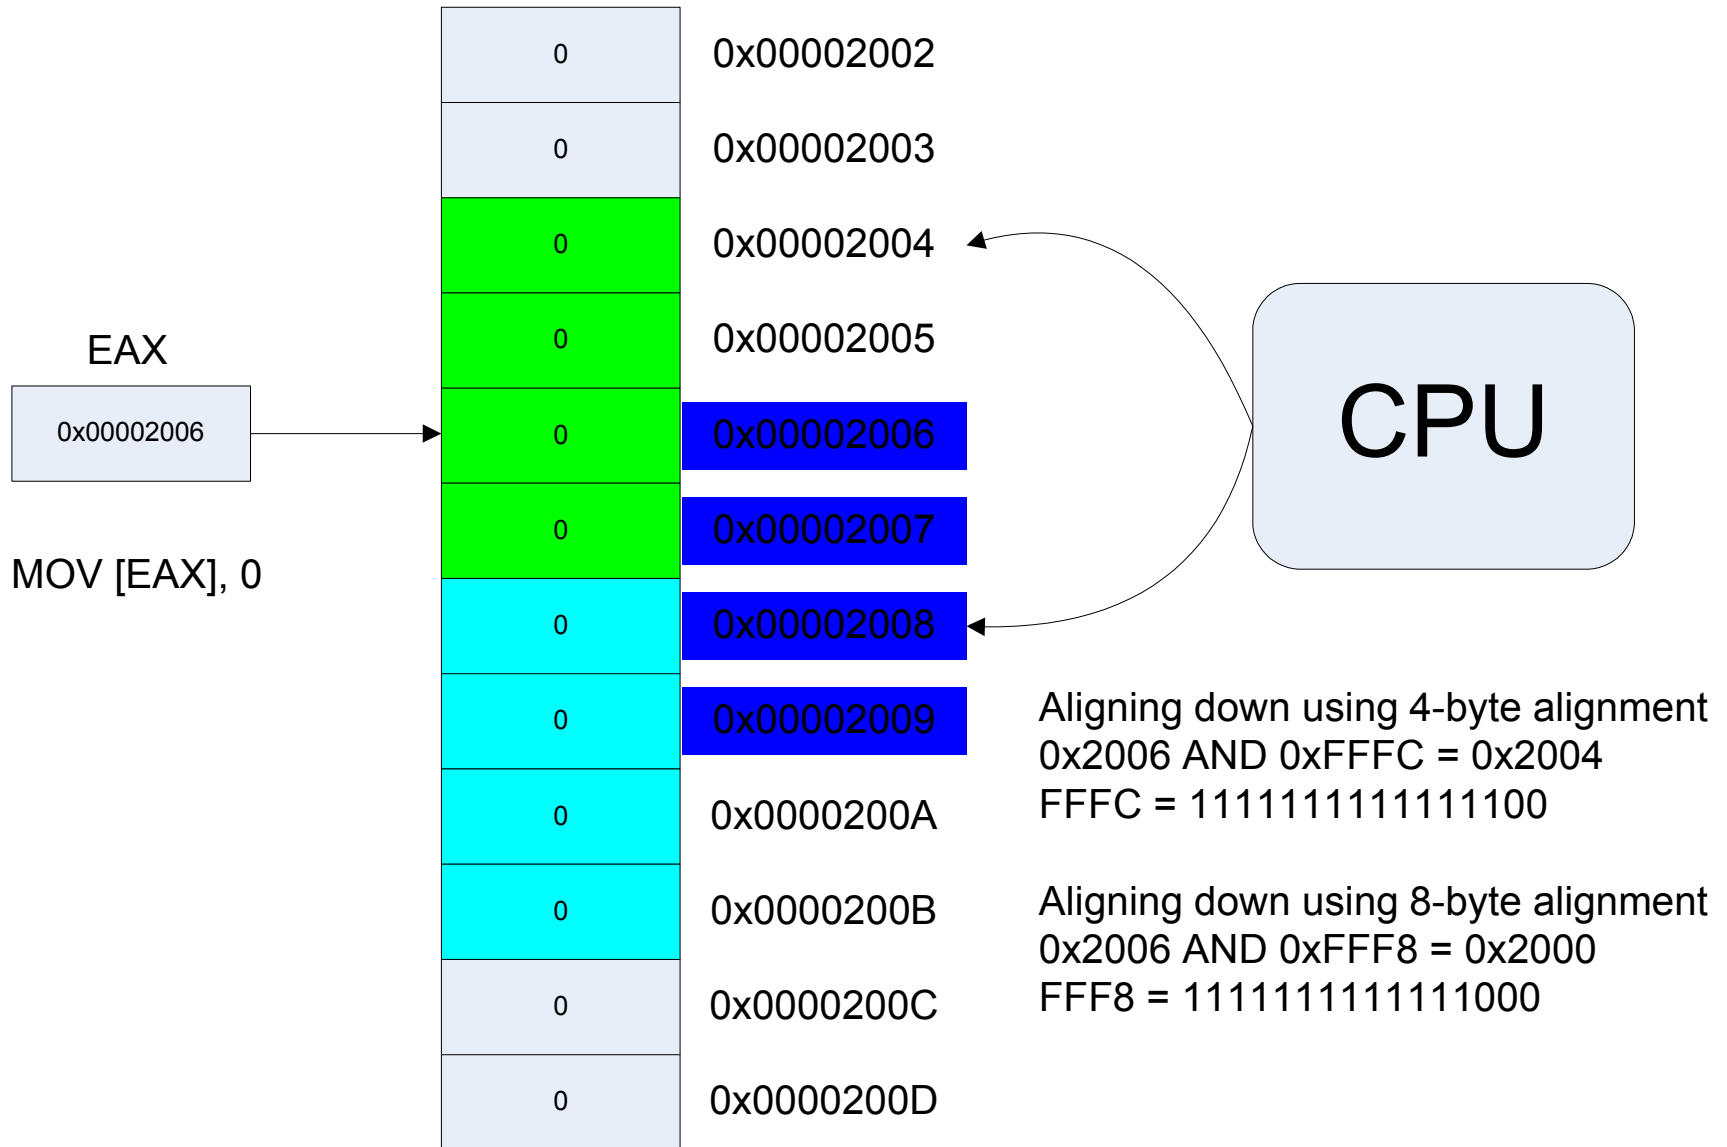 0 0x00002002
0 0x00002003
0 0x00002004
0 0x00002005
EAX
0x00002006
0 0x00002006
CPU
0 0x00002007
MOV [EAX], 0
0 0x00002008
0 0x00002009
0 0x0000200A
0 0x0000200B
0 0x0000200C
0 0x0000200D
Aligning down using 4-byte alignment
0x2006 AND 0xFFFC = 0x2004
FFFC = 1111111111111100
Aligning down using 8-byte alignment
0x2006 AND 0xFFF8 = 0x2000
FFF8 = 1111111111111000